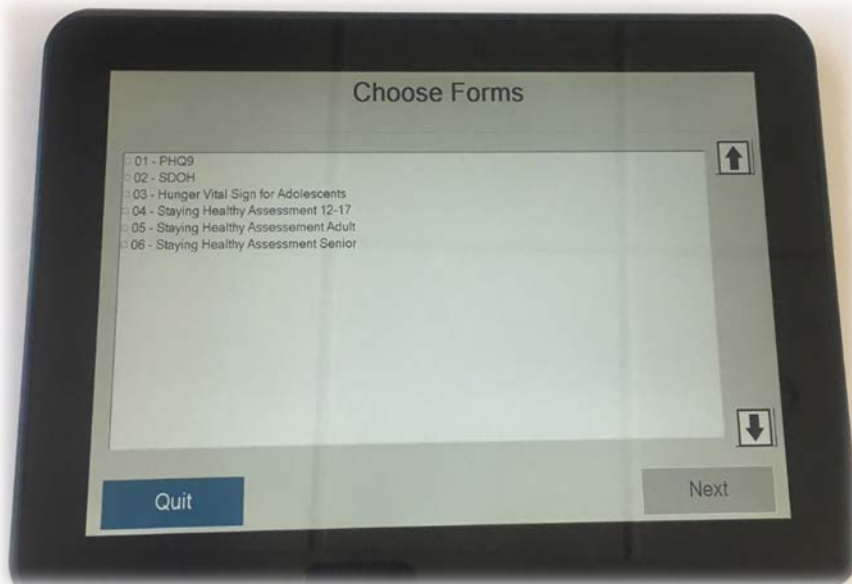 Choose Forms
01 - PHQ9
02 - SDOH
03 - Hunger Vital Sign for Adolescents
04 - Staying Healthy Assessment 12-17
05 - Staying Healthy Assessement Adult
06 - Staying Healthy Assessment Senior
Quit
Next